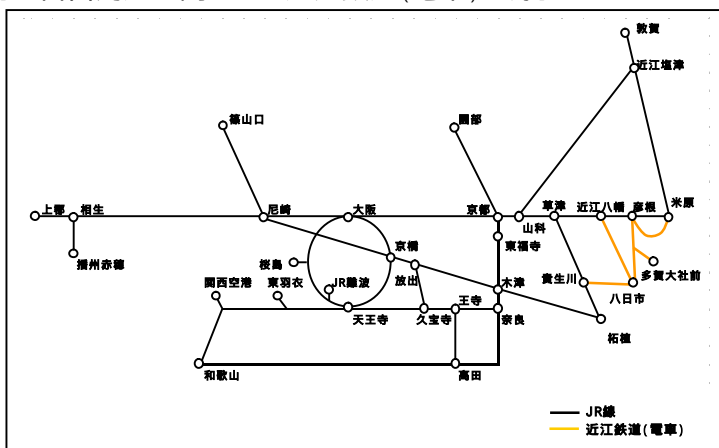 敦賀
近江塩津
篠山口
園部
上郡
相生
尼崎
大阪
京都
山科
草津
近江八幡
彦根
米原
東福寺
京橋
播州赤穂
桜島
放出
多賀大社前
関西空港
東羽衣
JR難波
木津
貴生川
八日市
王寺
天王寺
久宝寺
奈良
柘植
和歌山
高田
JR線
近江鉄道(電車)